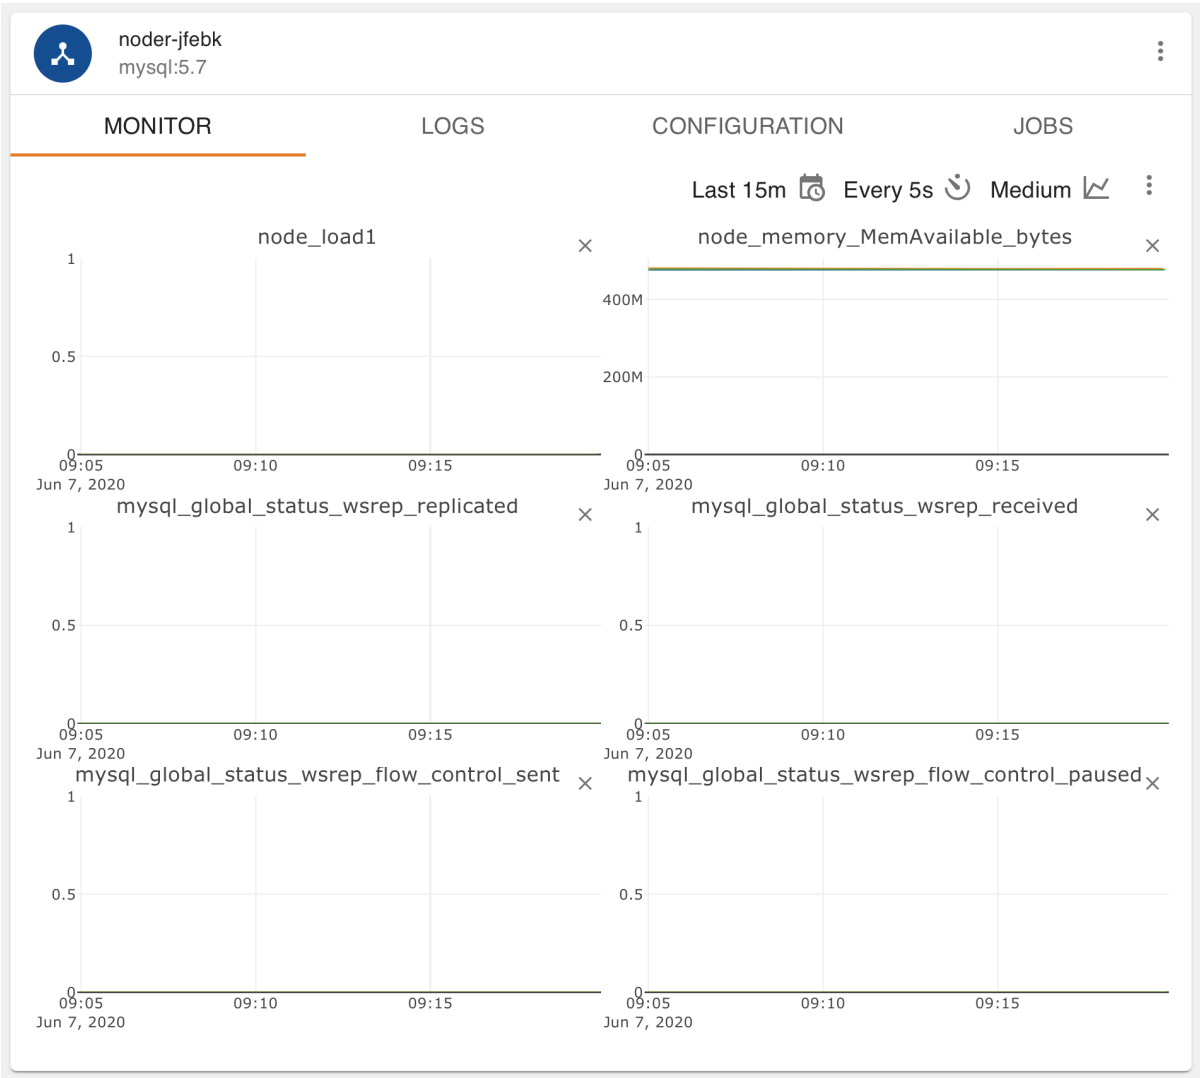 noder-jfebk
mysql:5.7
MONITOR LOGS CONFIGURATION JOBS
Last 15m Every 5s Medium
node_load1
1
0.5
0
09:05 09:10 09:15
Jun 7, 2020
node_memory_MemAvailable_bytes
400M
200M
0
09:05 09:10 09:15
Jun 7, 2020
mysql_global_status_wsrep_replicated
1
0.5
0
09:05 09:10 09:15
Jun 7, 2020
mysql_global_status_wsrep_received
1
0.5
0
09:05 09:10 09:15
Jun 7, 2020
mysql_global_status_wsrep_flow_control_sent
1
0.5
0
09:05 09:10 09:15
Jun 7, 2020
mysql_global_status_wsrep_flow_control_paused
1
0.5
0
09:05 09:10 09:15
Jun 7, 2020